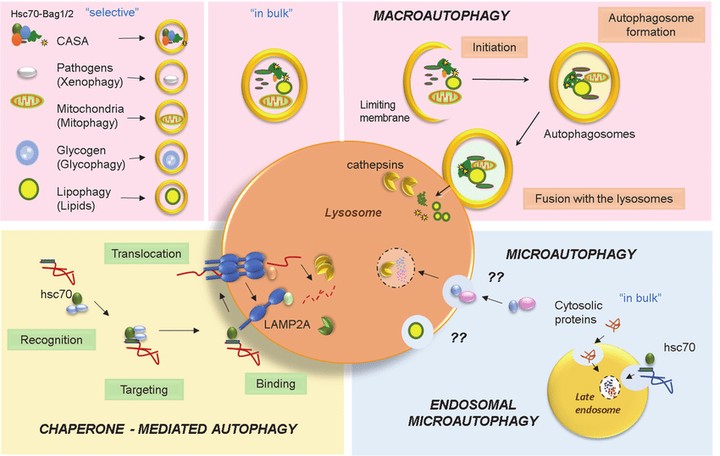 Hsc70-Bag1/2
"selective"
CASA
Pathogens
(Xenophagy)
Mitochondria
(Mitophagy)
Glycogen
(Glycophagy)
Lipophagy
(Lipids)
"in bulk"
MACROAUTOPHAGY
Initiation
Autophagosome
formation
Limiting
membrane
Autophagosomes
Fusion with the lysosomes
cathepsins
Lysosome
Translocation
hsc70
Recognition
Targeting
Binding
LAMP2A
CHAPERONE - MEDIATED AUTOPHAGY
MICROAUTOPHAGY
??
??
"in bulk"
Cytosolic
proteins
hsc70
Late
endosome
ENDOSOMAL
MICROAUTOPHAGY